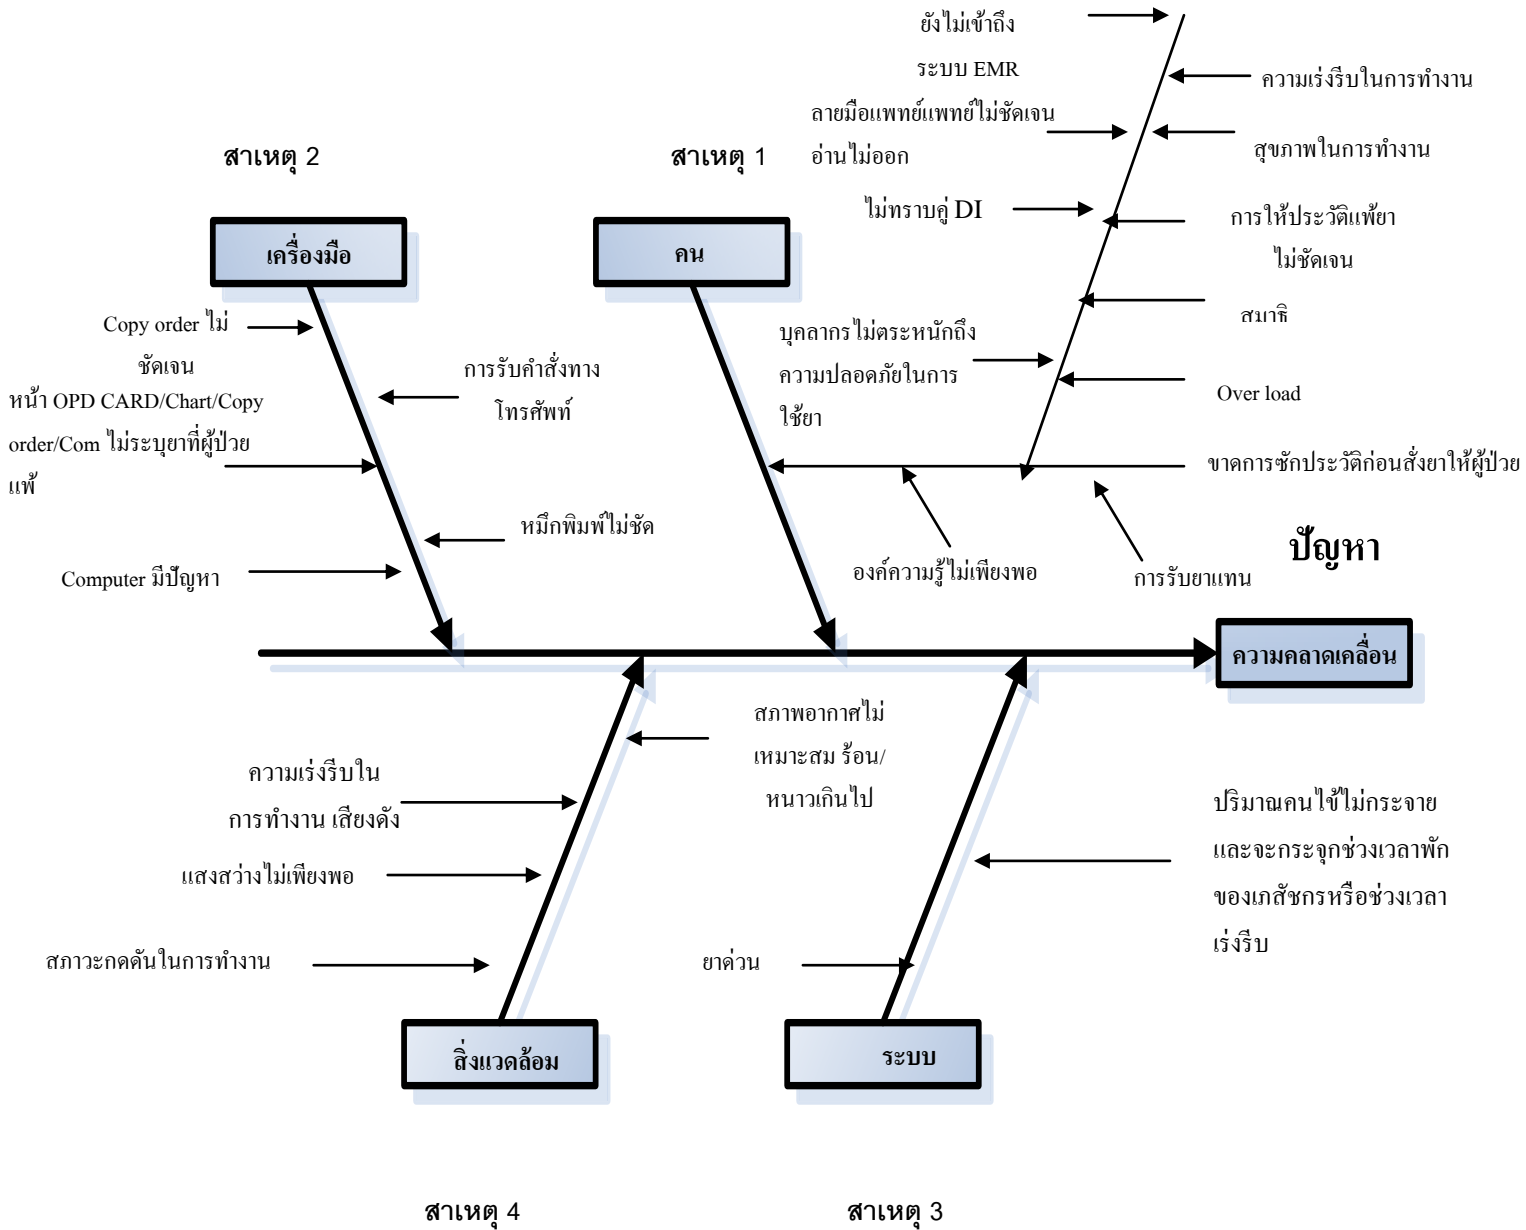 ยังไม่เข้าถึง
ระบบ EMR
ความเร่งรีบในการทำงาน
ลายมือแพทย์แพทย์ไม่ชัดเจน
อ่านไม่ออก
สุขภาพในการทำงาน
สาเหตุ 2
สาเหตุ 1
ไม่ทราบคู่ DI
การให้ประวัติแพ้ยา
ไม่ชัดเจน
เครื่องมือ
คน
สมาธิ
Copy order ไม่
ชัดเจน
บุคลากรไม่ตระหนักถึง
ความปลอดภัยในการ
ใช้ยา
การรับคำสั่งทาง
โทรศัพท์
Over load
หน้า OPD CARD/Chart/Copy
order/Com ไม่ระบุยาที่ผู้ป่วย
แพ้
ขาดการซักประวัติก่อนสั่งยาให้ผู้ป่วย
หมึกพิมพ์ไม่ชัด
ปัญหา
Computer มีปัญหา
องค์ความรู้ไม่เพียงพอ
การรับยาแทน
ความคลาดเคลื่อน
สภาพอากาศไม่
เหมาะสม ร้อน/
หนาวเกินไป
ความเร่งรีบใน
การทำงาน เสียงดัง
ปริมาณคนไข้ไม่กระจาย
และจะกระจุกช่วงเวลาพัก
ของเภสัชกรหรือช่วงเวลา
เร่งรีบ
แสงสว่างไม่เพียงพอ
สภาวะกดดันในการทำงาน
ยาด่วน
สิ่งแวดล้อม
ระบบ
สาเหตุ 4
สาเหตุ 3